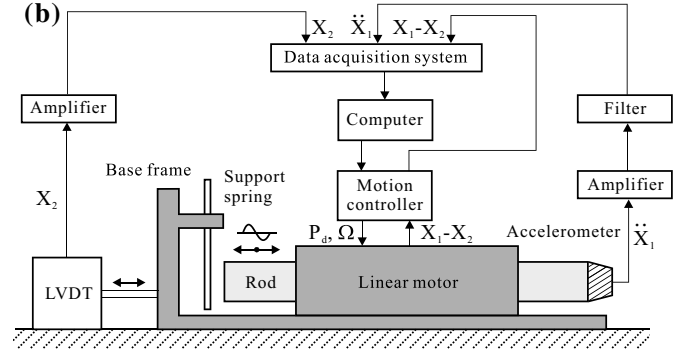 (b)
X₂
Ẍ₁
X₁-X₂
Data acquisition system
Amplifier
Computer
Filter
Base frame
Support
spring
Motion
controller
Amplifier
X₂
P_d, Ω
X₁-X₂
Accelerometer
Ẍ₁
LVDT
Rod
Linear motor